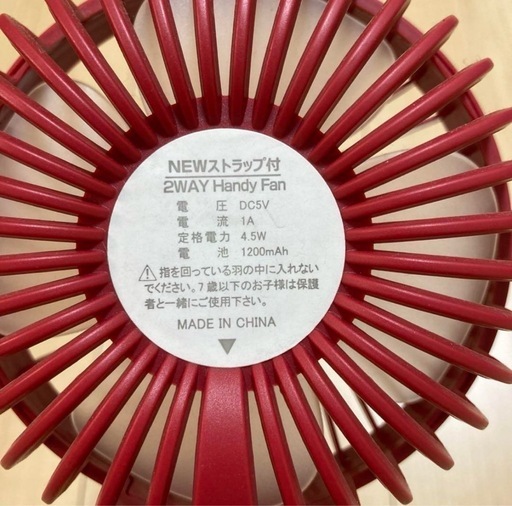 NEWストラップ付
2WAY Handy Fan
電圧 DC5V
電流 1A
定格電力 4.5W
電池 1200mAh
⚠指を回っている羽の中に入れない
でください。7歳以下のお子様は保護
者と一緒にご使用下さい。
MADE IN CHINA